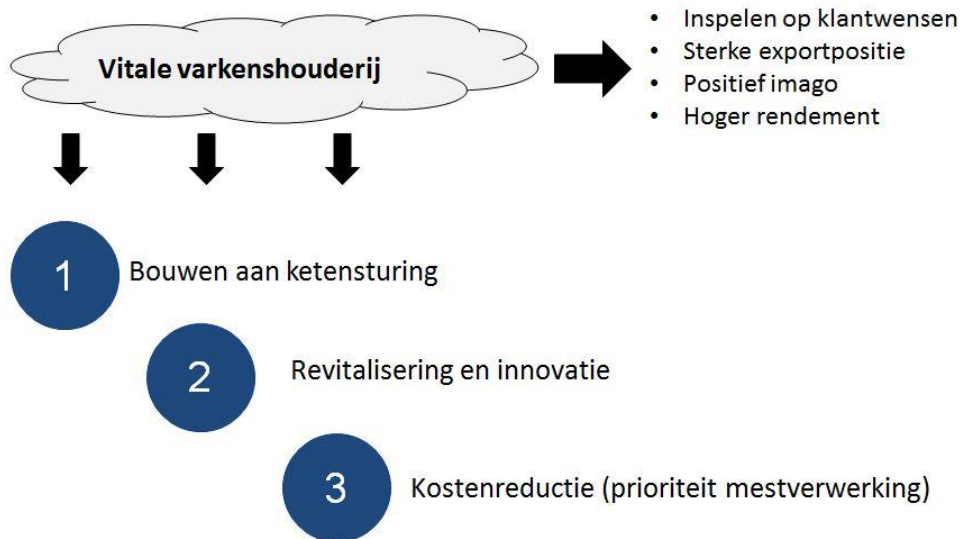 Vitale varkenshouderij
• Inspelen op klantwensen
• Sterke exportpositie
• Positief imago
• Hoger rendement
1
Bouwen aan ketensturing
2
Revitalisering en innovatie
3
Kostenreductie (prioriteit mestverwerking)